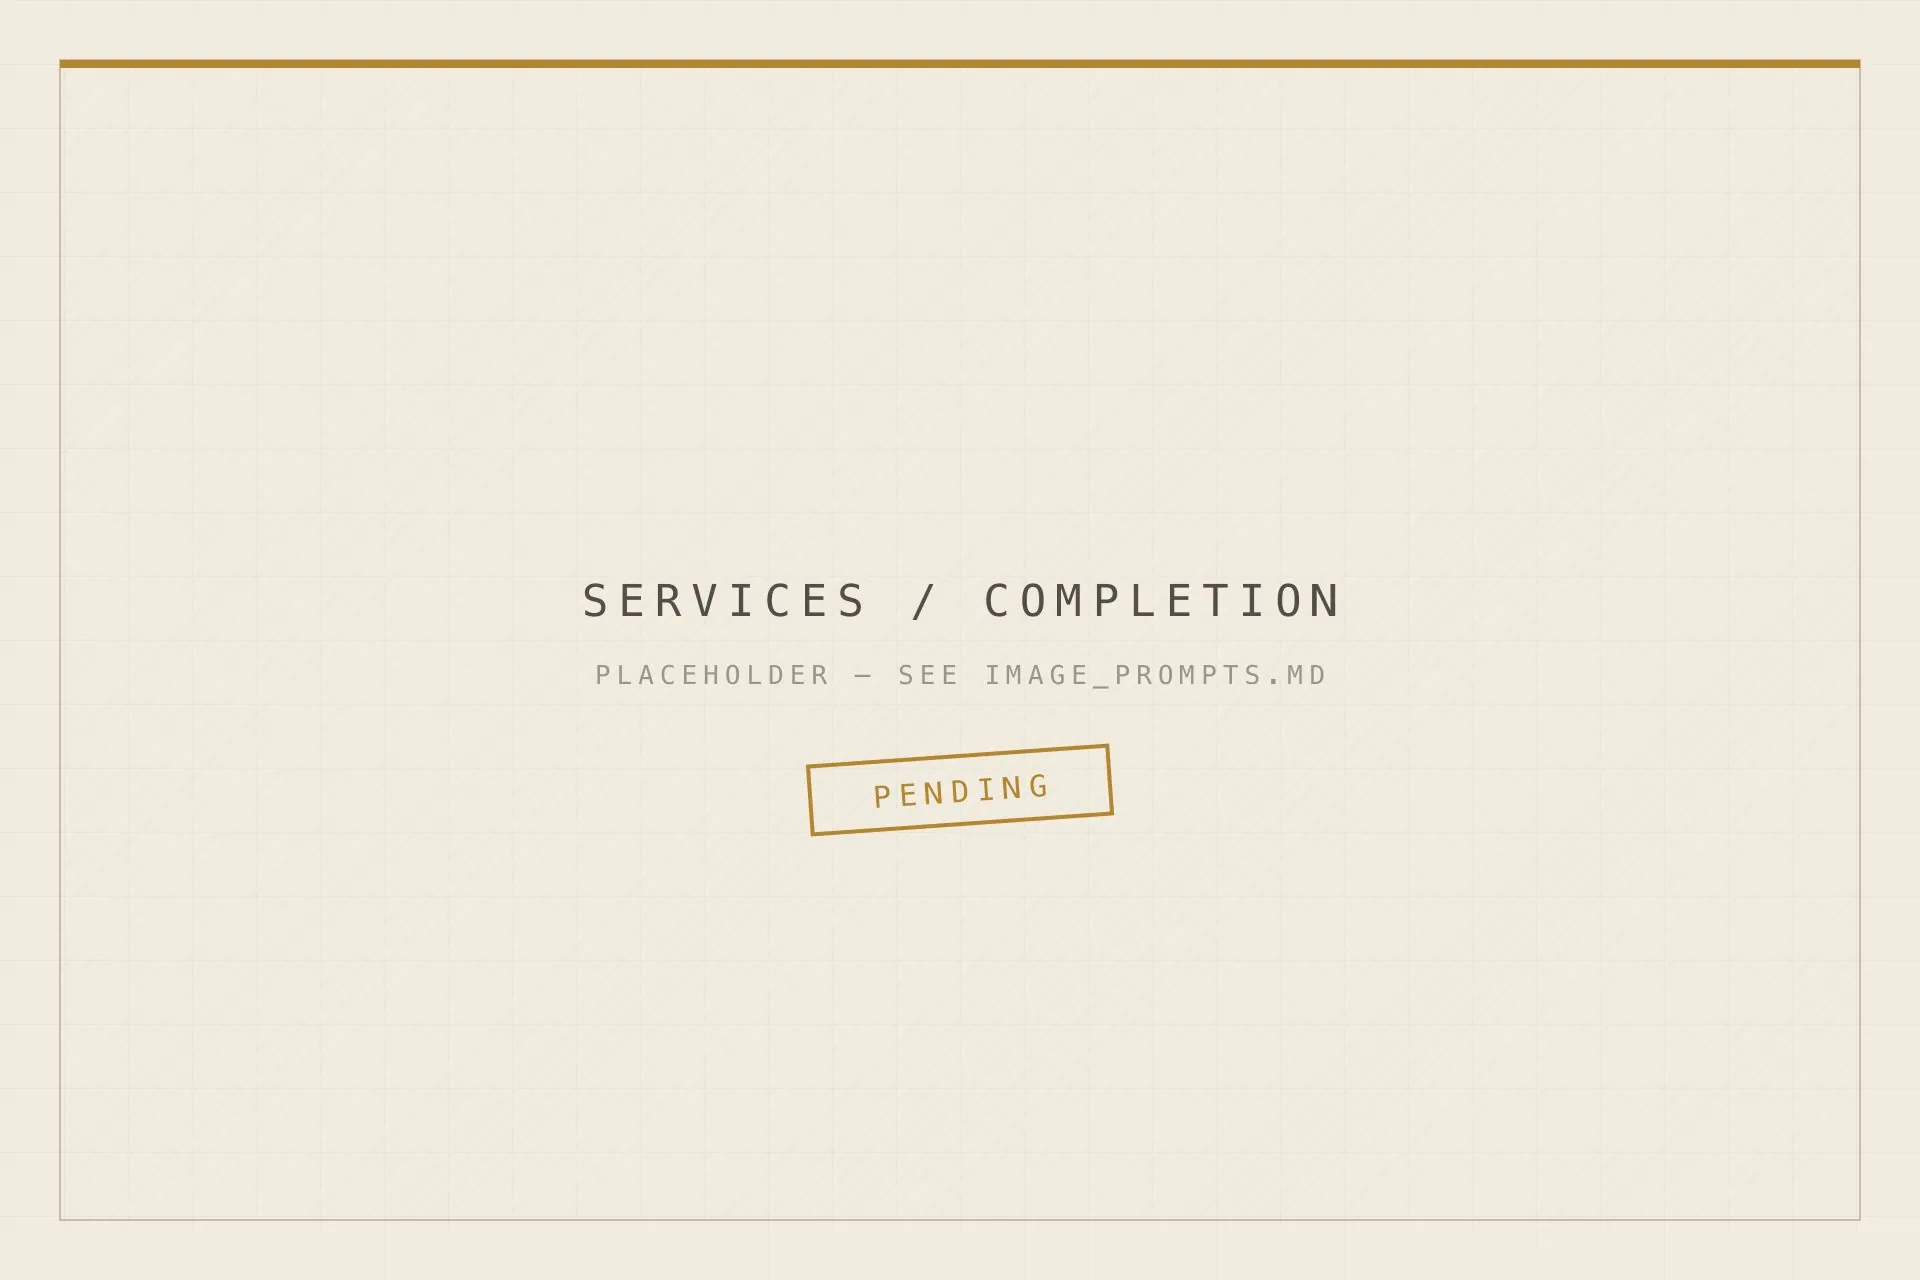 SERVICES / COMPLETION
PLACEHOLDER — SEE IMAGE_PROMPTS.MD
PENDING